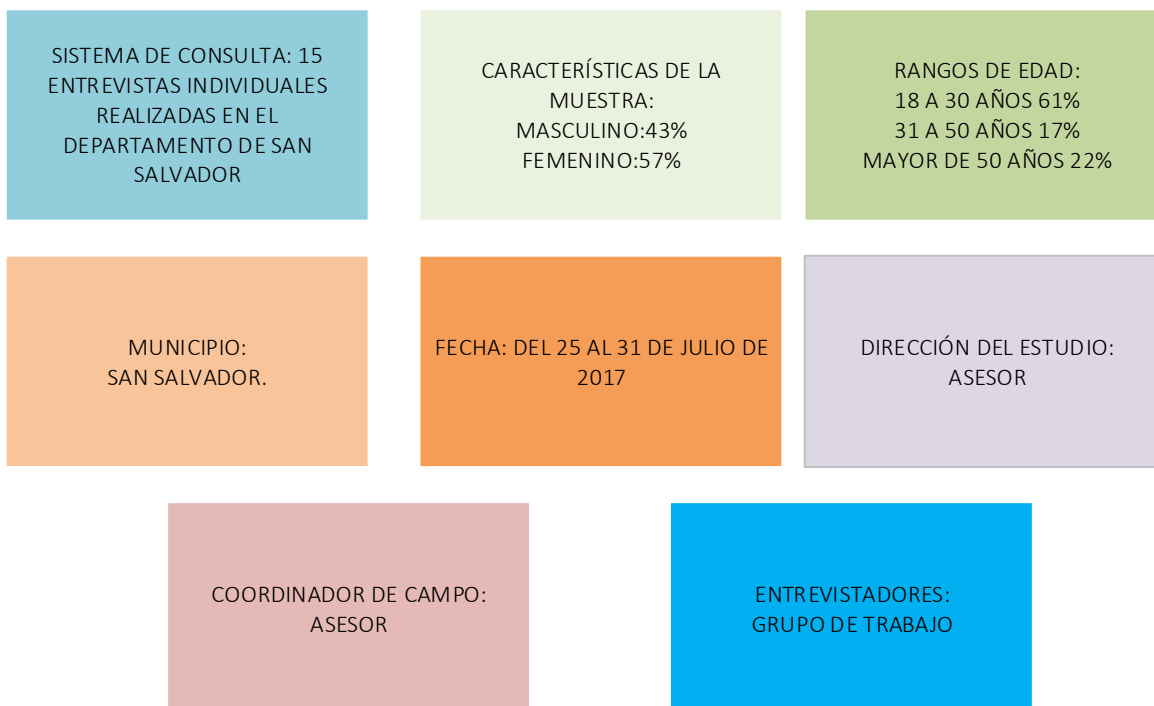 SISTEMA DE CONSULTA: 15
ENTREVISTAS INDIVIDUALES
REALIZADAS EN EL
DEPARTAMENTO DE SAN
SALVADOR
CARACTERÍSTICAS DE LA
MUESTRA:
MASCULINO:43%
FEMENINO:57%
RANGOS DE EDAD:
18 A 30 AÑOS 61%
31 A 50 AÑOS 17%
MAYOR DE 50 AÑOS 22%
MUNICIPIO:
SAN SALVADOR.
FECHA: DEL 25 AL 31 DE JULIO DE
2017
DIRECCIÓN DEL ESTUDIO:
ASESOR
COORDINADOR DE CAMPO:
ASESOR
ENTREVISTADORES:
GRUPO DE TRABAJO